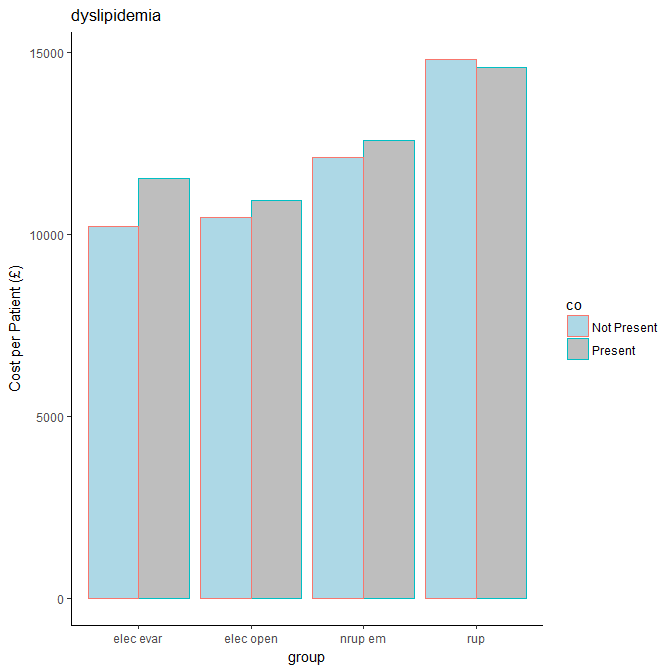 dyslipidemia
15000
10000
5000
0
Cost per Patient (£)
elec evar
elec open
nrup em
rup
group
co
Not Present
Present